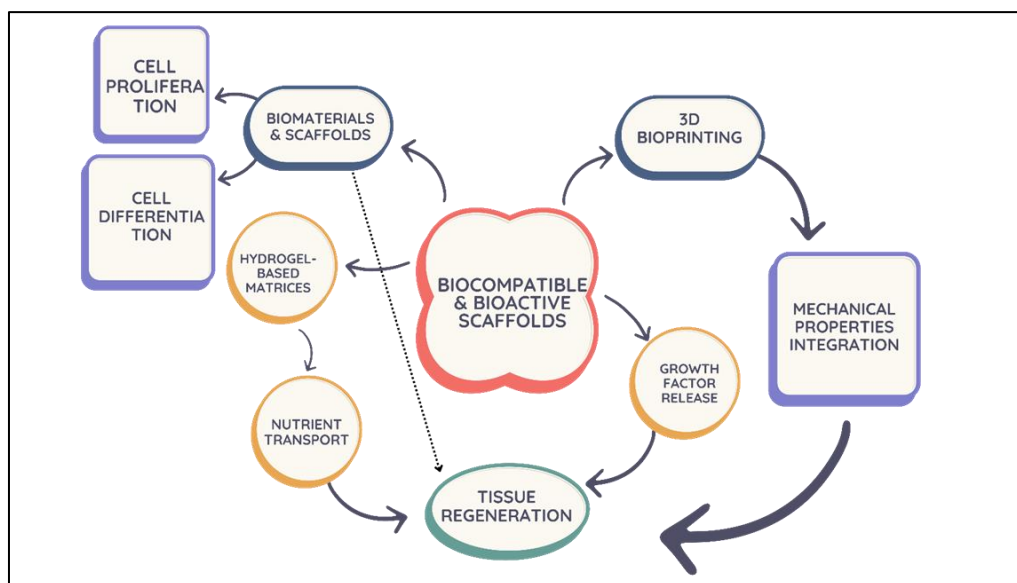 CELL
PROLIFERA
TION
BIOMATERIALS
& SCAFFOLDS
3D
BIOPRINTING
CELL
DIFFERENTIA
TION
HYDROGEL-
BASED
MATRICES
BIOCOMPATIBLE
& BIOACTIVE
SCAFFOLDS
MECHANICAL
PROPERTIES
INTEGRATION
GROWTH
FACTOR
RELEASE
NUTRIENT
TRANSPORT
TISSUE
REGENERATION